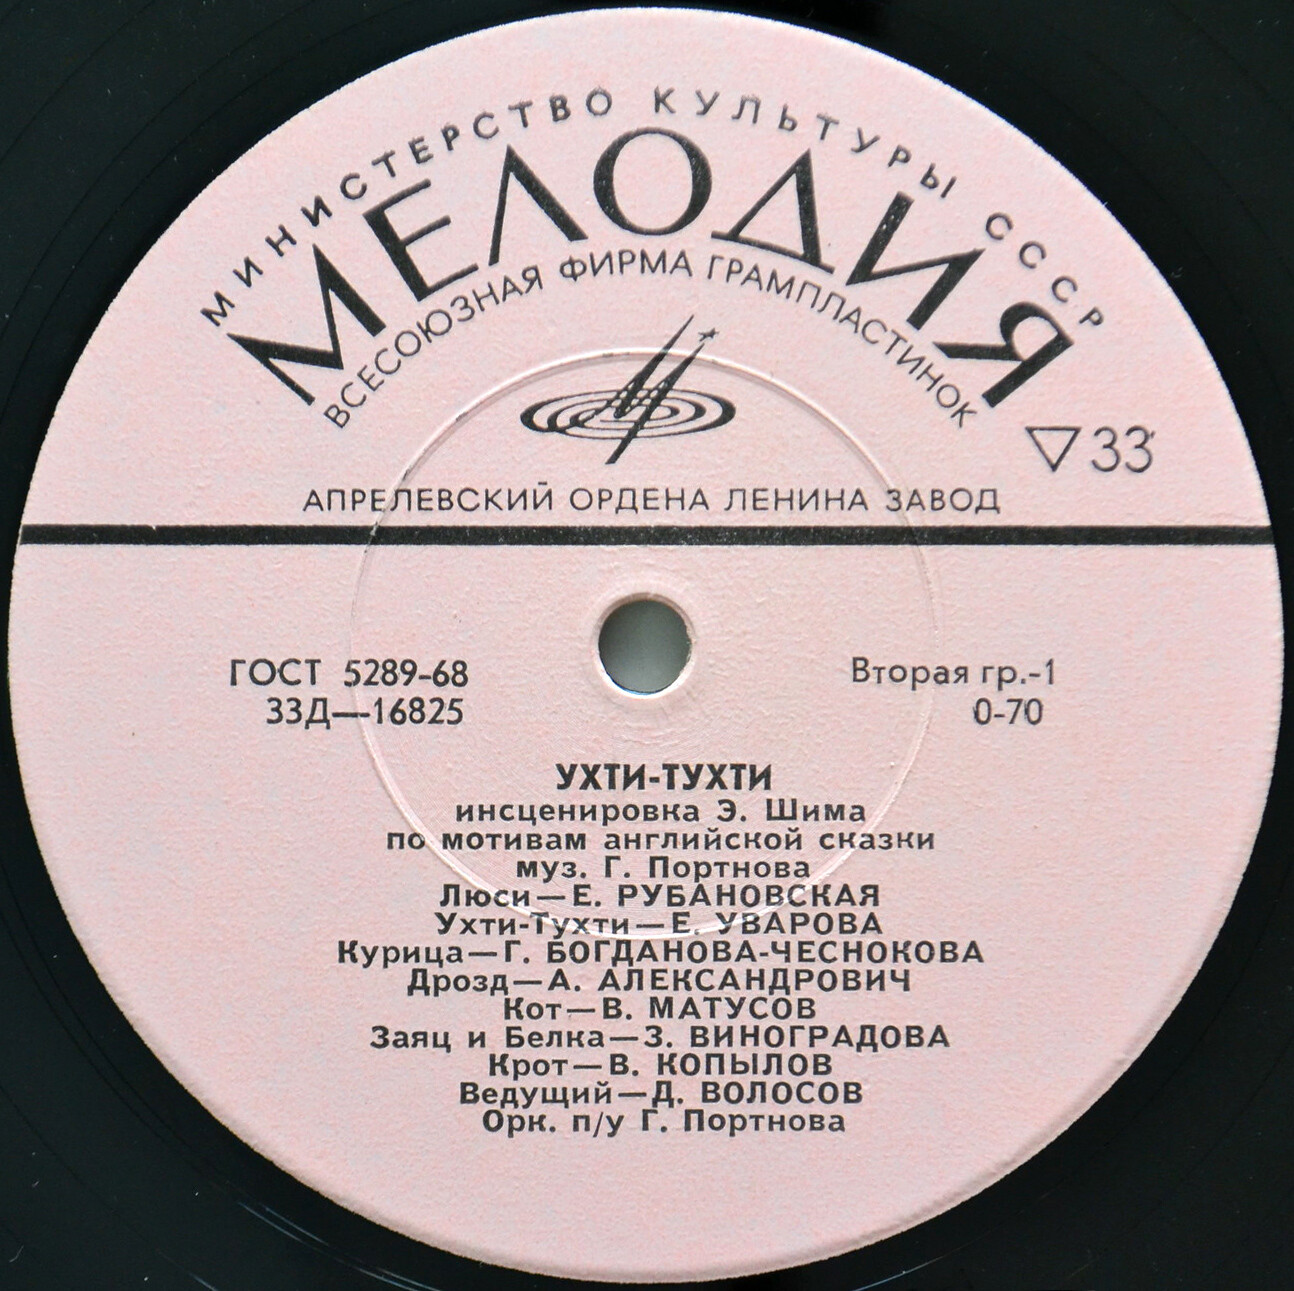 МИНИСТЕРСТВО КУЛЬТУРЫ СССР
МЕЛОДИЯ
ВСЕСОЮЗНАЯ ФИРМА ГРАМПЛАСТИНОК
33
АПРЕЛЕВСКИЙ ОРДЕНА ЛЕНИНА ЗАВОД
ГОСТ 5289-68 Вторая гр.-1
33Д—16825 0-70
УХТИ-ТУХТИ
инсценировка Э. Шима
по мотивам английской сказки
муз. Г. Портнова
Люси—Е. РУБАНОВСКАЯ
Ухти-Тухти—Е. УВАРОВА
Курица—Г. БОГДАНОВА-ЧЕСНОКОВА
Дрозд—А. АЛЕКСАНДРОВИЧ
Кот—В. МАТУСОВ
Заяц и Белка—З. ВИНОГРАДОВА
Крот—В. КОПЫЛОВ
Ведущий—Д. ВОЛОСОВ
Орк. п/у Г. Портнова